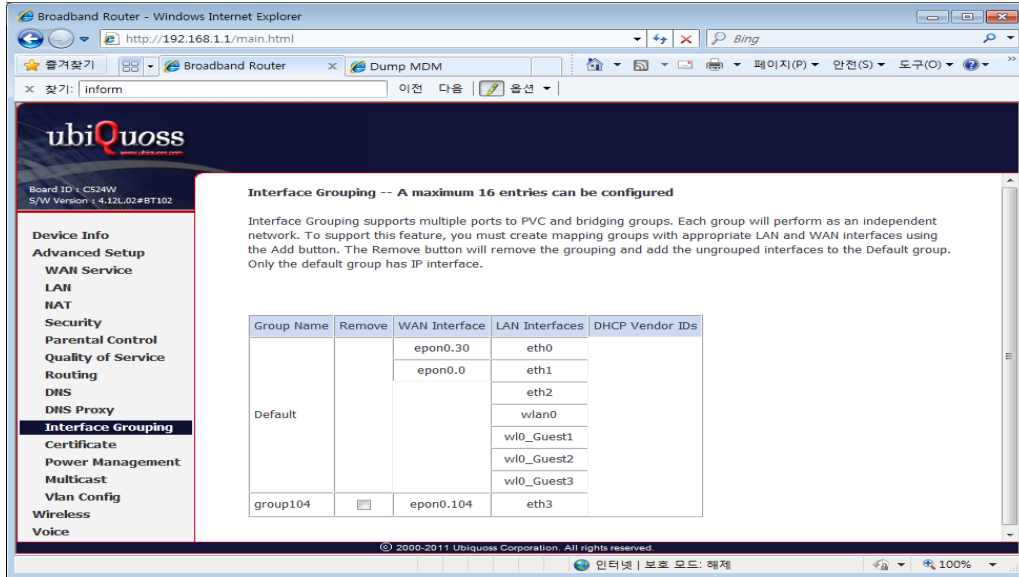 Broadband Router - Windows Internet Explorer
http://192.168.1.1/main.html
Bing
즐겨찾기
Broadband Router
Dump MDM
페이지(P)
안전(S)
도구(O)
찾기: inform
이전 다음
옵션
ubiQuoss
Board ID : C524W
S/W Version : 4.12L.02#BT102
Device Info
Advanced Setup
WAN Service
LAN
NAT
Security
Parental Control
Quality of Service
Routing
DNS
DNS Proxy
Interface Grouping
Certificate
Power Management
Multicast
Vlan Config
Wireless
Voice
Interface Grouping -- A maximum 16 entries can be configured
Interface Grouping supports multiple ports to PVC and bridging groups. Each group will perform as an independent
network. To support this feature, you must create mapping groups with appropriate LAN and WAN interfaces using
the Add button. The Remove button will remove the grouping and add the ungrouped interfaces to the Default group.
Only the default group has IP interface.
Group Name Remove WAN Interface LAN Interfaces DHCP Vendor IDs
Default
epon0.30 eth0
epon0.0 eth1
eth2
wlan0
wl0_Guest1
wl0_Guest2
wl0_Guest3
group104 epon0.104 eth3
© 2000-2011 Ubiquoss Corporation. All rights reserved.
인터넷 | 보호 모드: 해제
100%